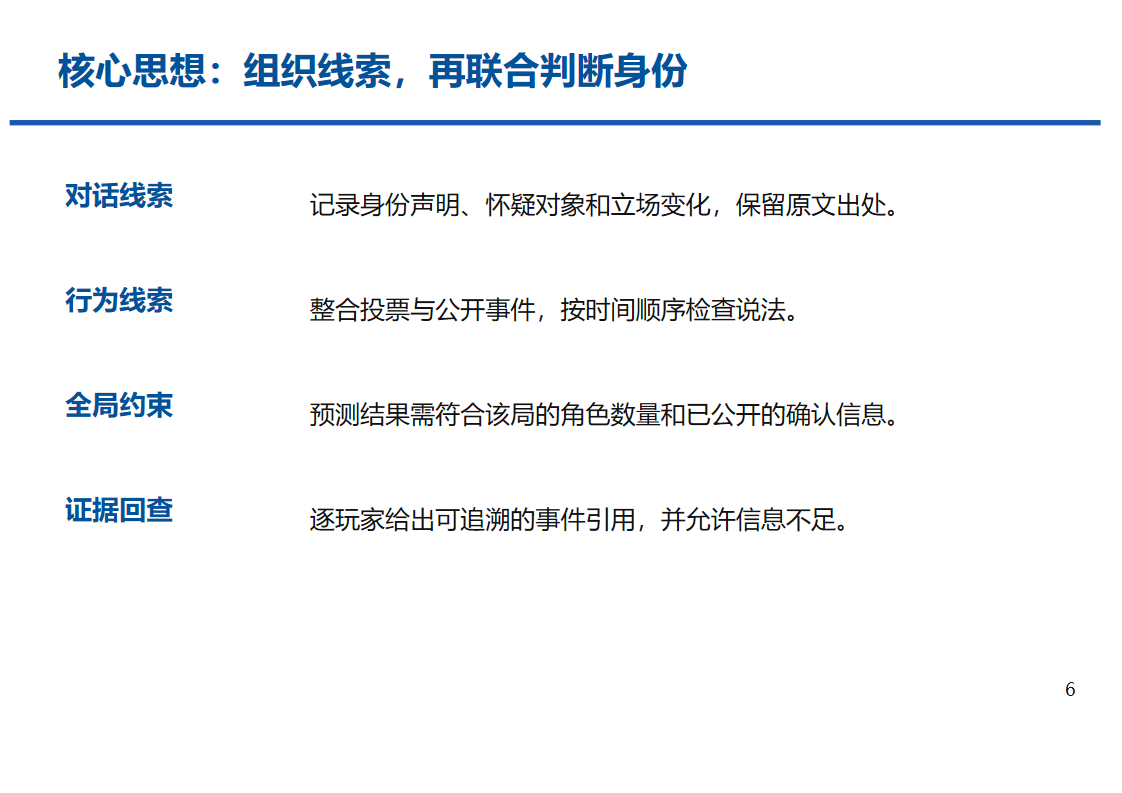 核心思想：组织线索，再联合判断身份
对话线索
记录身份声明、怀疑对象和立场变化，保留原文出处。
行为线索
整合投票与公开事件，按时间顺序检查说法。
全局约束
预测结果需符合该局的角色数量和已公开的确认信息。
证据回查
逐玩家给出可追溯的事件引用，并允许信息不足。
6